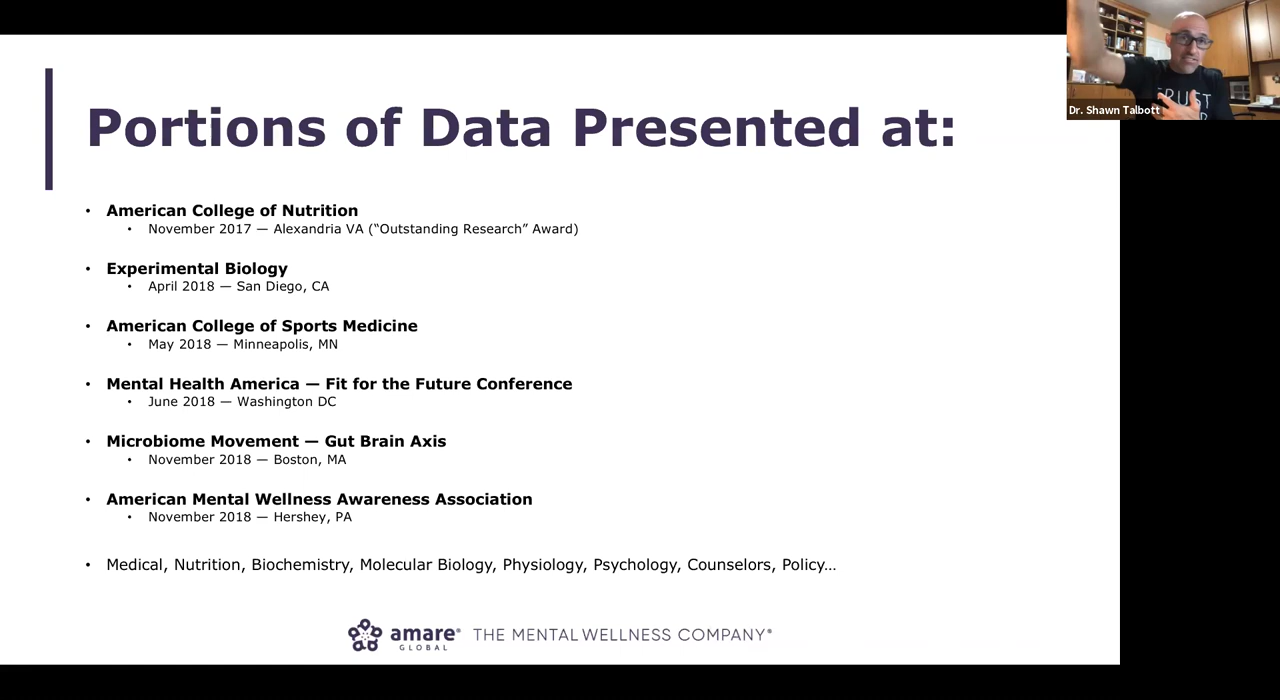 Portions of Data Presented at:
• American College of Nutrition
• November 2017 — Alexandria VA (“Outstanding Research” Award)
• Experimental Biology
• April 2018 — San Diego, CA
• American College of Sports Medicine
• May 2018 — Minneapolis, MN
• Mental Health America — Fit for the Future Conference
• June 2018 — Washington DC
• Microbiome Movement — Gut Brain Axis
• November 2018 — Boston, MA
• American Mental Wellness Awareness Association
• November 2018 — Hershey, PA
• Medical, Nutrition, Biochemistry, Molecular Biology, Physiology, Psychology, Counselors, Policy…
amare® THE MENTAL WELLNESS COMPANY®
GLOBAL
Dr. Shawn Talbott